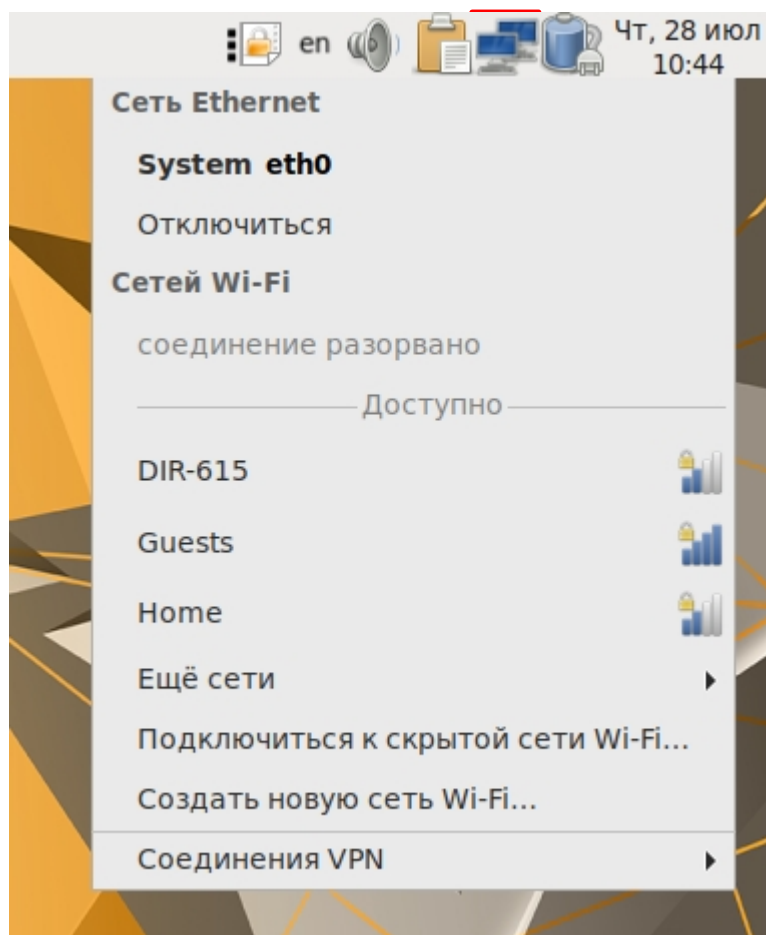 en
Чт, 28 июл
10:44
Сеть Ethernet
System eth0
Отключиться
Сетей Wi-Fi
соединение разорвано
Доступно
DIR-615
Guests
Home
Ещё сети
Подключиться к скрытой сети Wi-Fi...
Создать новую сеть Wi-Fi...
Соединения VPN